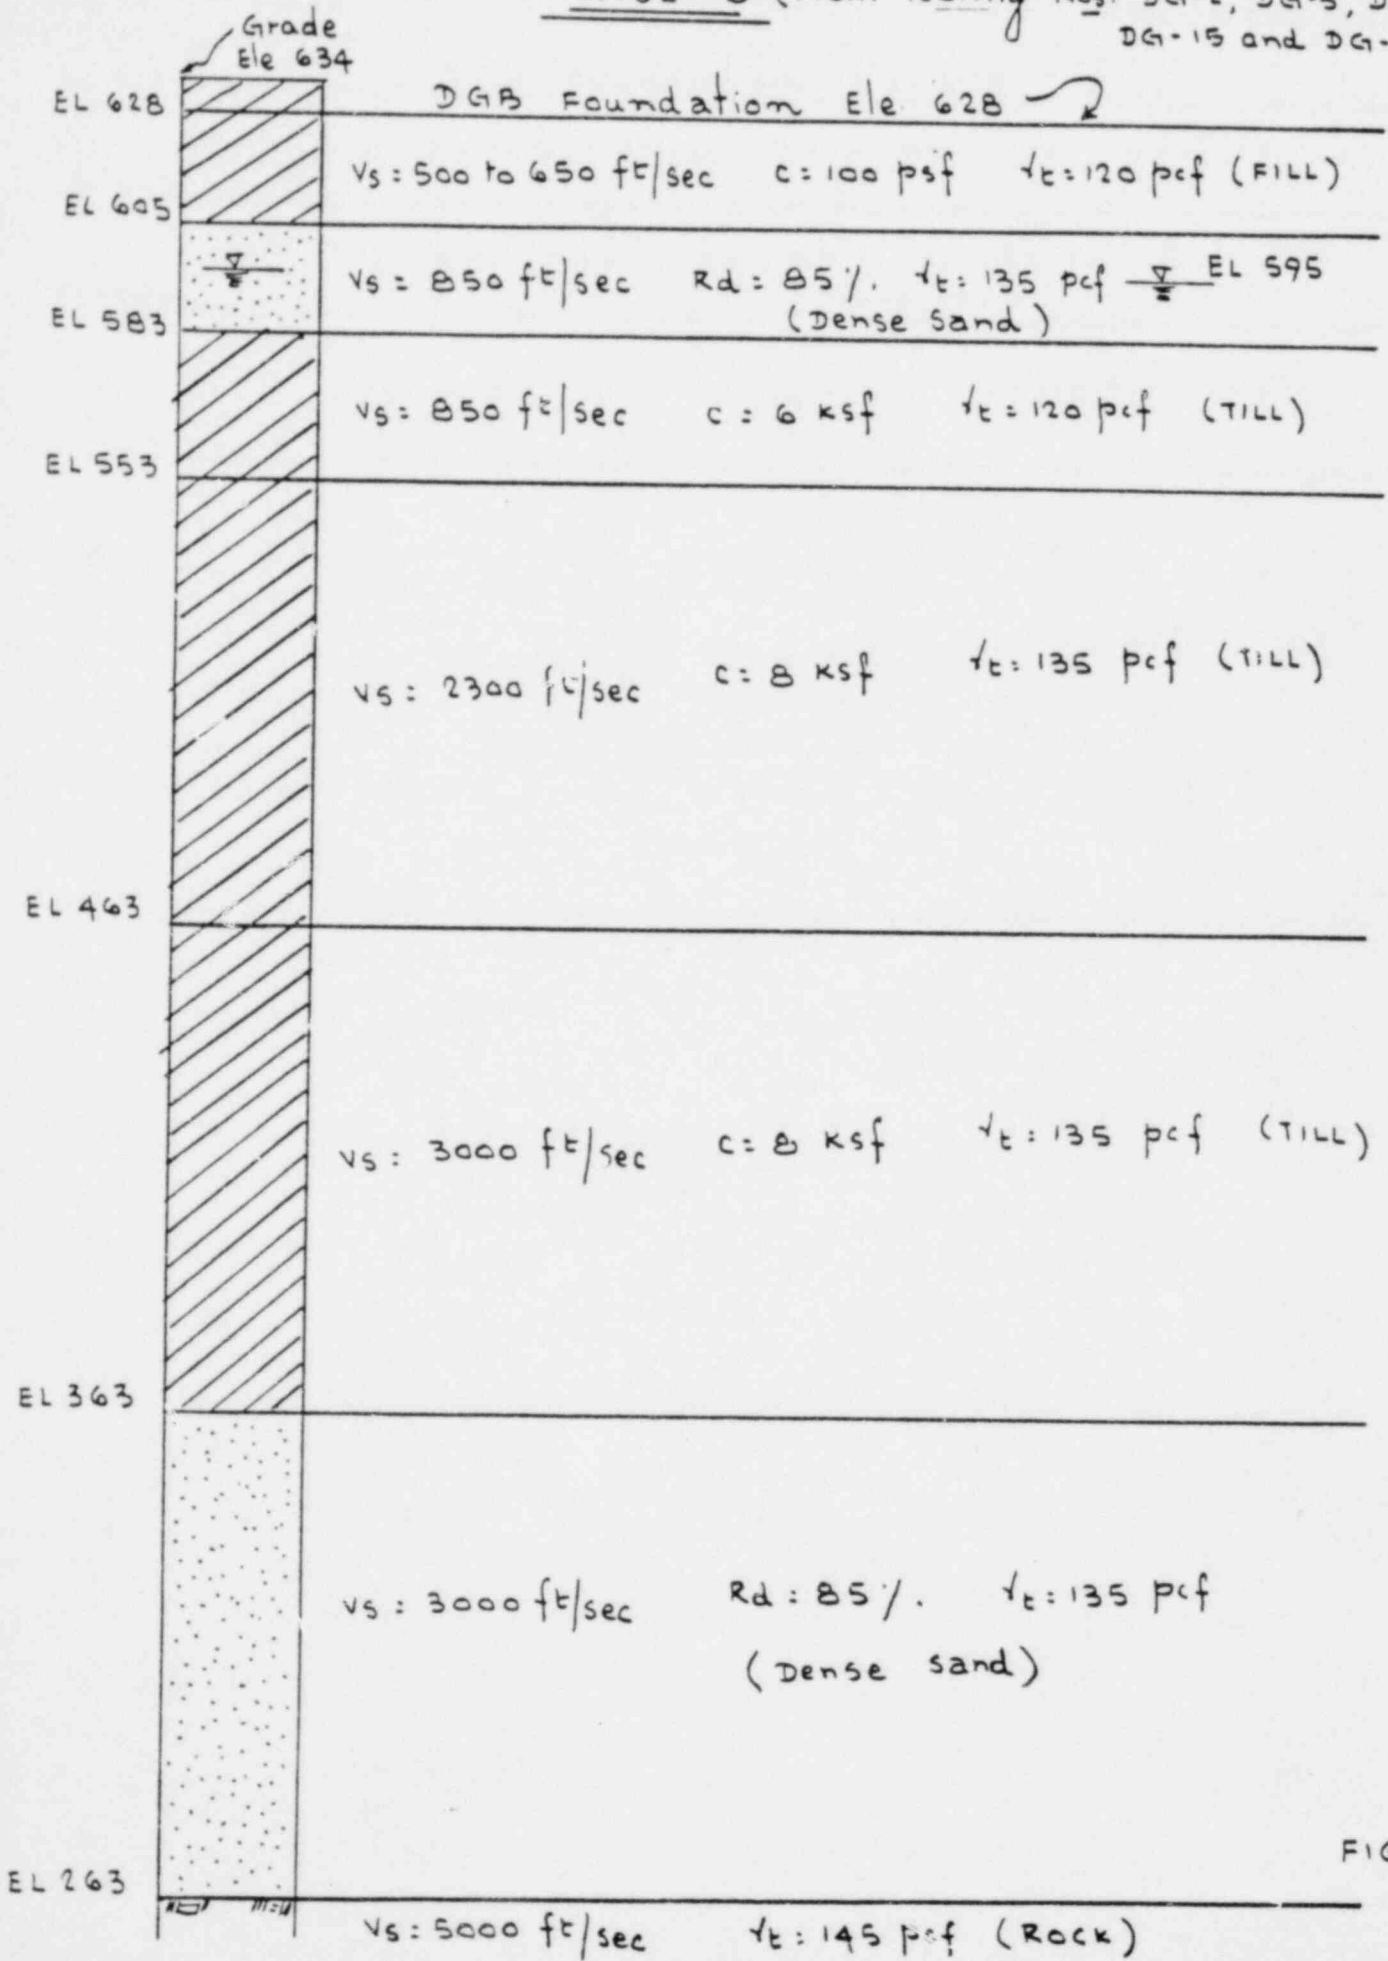 DG-15 and DG-
Grade
Ele 634
EL 628
DGB Foundation Ele. 628
Vs = 500 to 650 ft/sec c = 100 psf γt = 120 pcf (FILL)
EL 605
Vs = 850 ft/sec Rd = 85 %. γt = 135 pcf EL 595
(Dense Sand)
EL 583
Vs = 850 ft/sec c = 6 ksf γt = 120 pcf (TILL)
EL 553
Vs = 2300 ft/sec c = 8 ksf γt = 135 pcf (TILL)
EL 463
Vs = 3000 ft/sec c = 8 ksf γt = 135 pcf (TILL)
EL 363
Vs = 3000 ft/sec Rd = 85 %. γt = 135 pcf
(Dense sand)
FIG
EL 263
Vs = 5000 ft/sec γt = 145 pcf (ROCK)